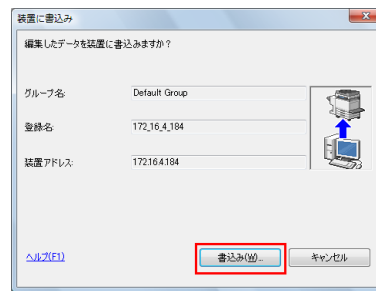 装置に書込み
編集したデータを装置に書込みますか？
グループ名: Default Group
登録名: 172_16_4_184
装置アドレス: 172.16.4.184
ヘルプ(F1) 書込み(W)... キャンセル